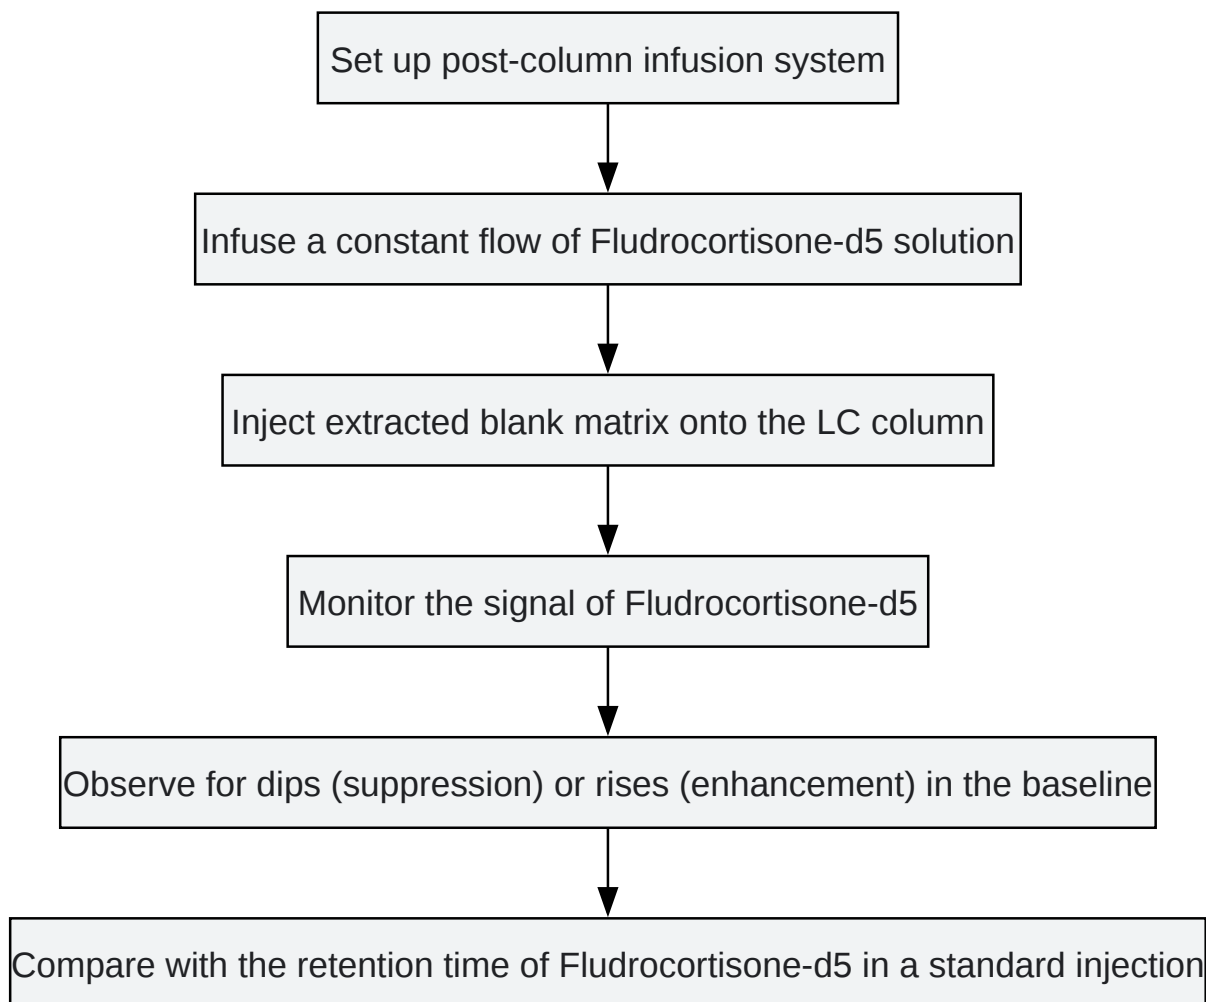 Set up post-column infusion system
Infuse a constant flow of Fludrocortisone-d5 solution
Inject extracted blank matrix onto the LC column
Monitor the signal of Fludrocortisone-d5
Observe for dips (suppression) or rises (enhancement) in the baseline
Compare with the retention time of Fludrocortisone-d5 in a standard injection